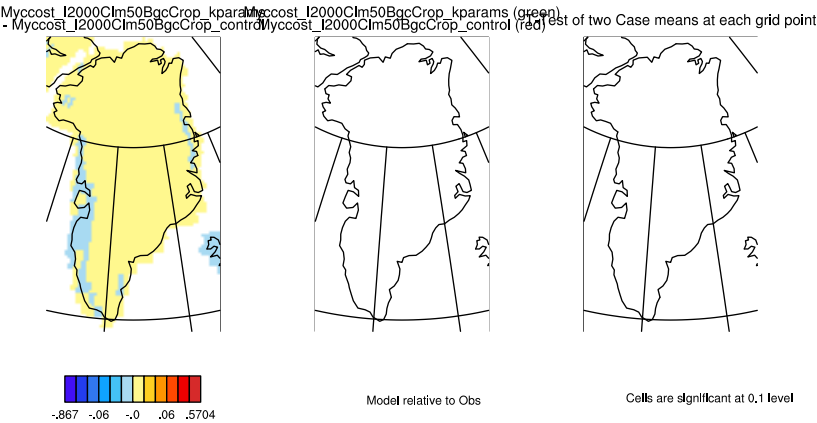 Myccost_I2000Clm50BgcCrop_kparams
- Myccost_I2000Clm50BgcCrop_control
Myccost_I2000Clm50BgcCrop_kparams (green)
Myccost_I2000Clm50BgcCrop_control (red)
T-Test of two Case means at each grid point
-.867 -.06 -.0 .06 .5704
Model relative to Obs
Cells are significant at 0.1 level